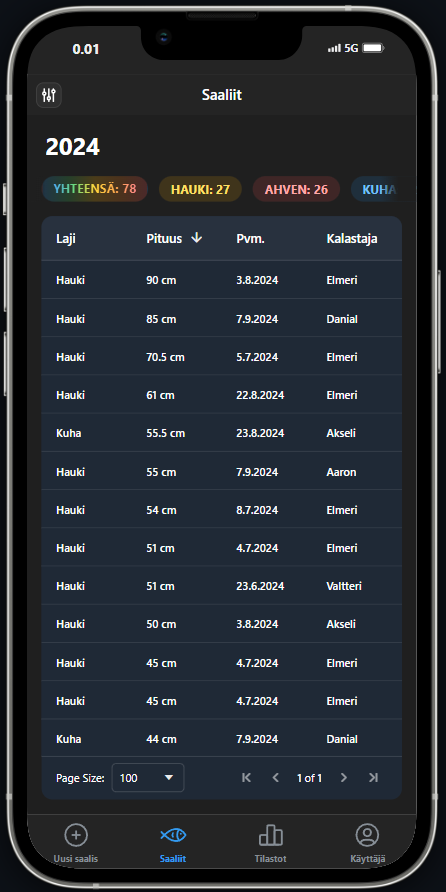 0.01 5G
Saaliit
2024
YHTEENSÄ: 78 HAUKI: 27 AHVEN: 26 KUHA
Laji Pituus Pvm. Kalastaja
Hauki 90 cm 3.8.2024 Elmeri
Hauki 85 cm 7.9.2024 Danial
Hauki 70.5 cm 5.7.2024 Elmeri
Hauki 61 cm 22.8.2024 Elmeri
Kuha 55.5 cm 23.8.2024 Akseli
Hauki 55 cm 7.9.2024 Aaron
Hauki 54 cm 8.7.2024 Elmeri
Hauki 51 cm 4.7.2024 Elmeri
Hauki 51 cm 23.6.2024 Valtteri
Hauki 50 cm 3.8.2024 Akseli
Hauki 45 cm 4.7.2024 Elmeri
Hauki 45 cm 4.7.2024 Elmeri
Kuha 44 cm 7.9.2024 Danial
Page Size: 100 1 of 1
Uusi saalis Saaliit Tilastot Käyttäjä